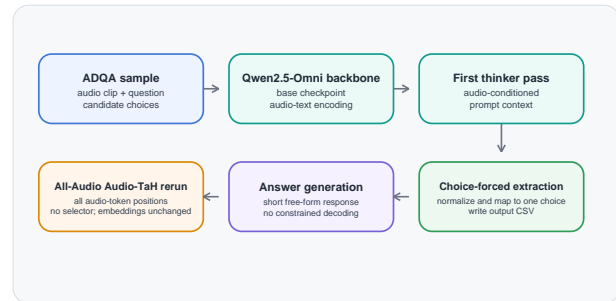 ADQA sample
audio clip + question
candidate choices
Qwen2.5-Omni backbone
base checkpoint
audio-text encoding
First thinker pass
audio-conditioned
prompt context
All-Audio Audio-TaH rerun
all audio-token positions
no selector; embeddings unchanged
Answer generation
short free-form response
no constrained decoding
Choice-forced extraction
normalize and map to one choice
write output CSV